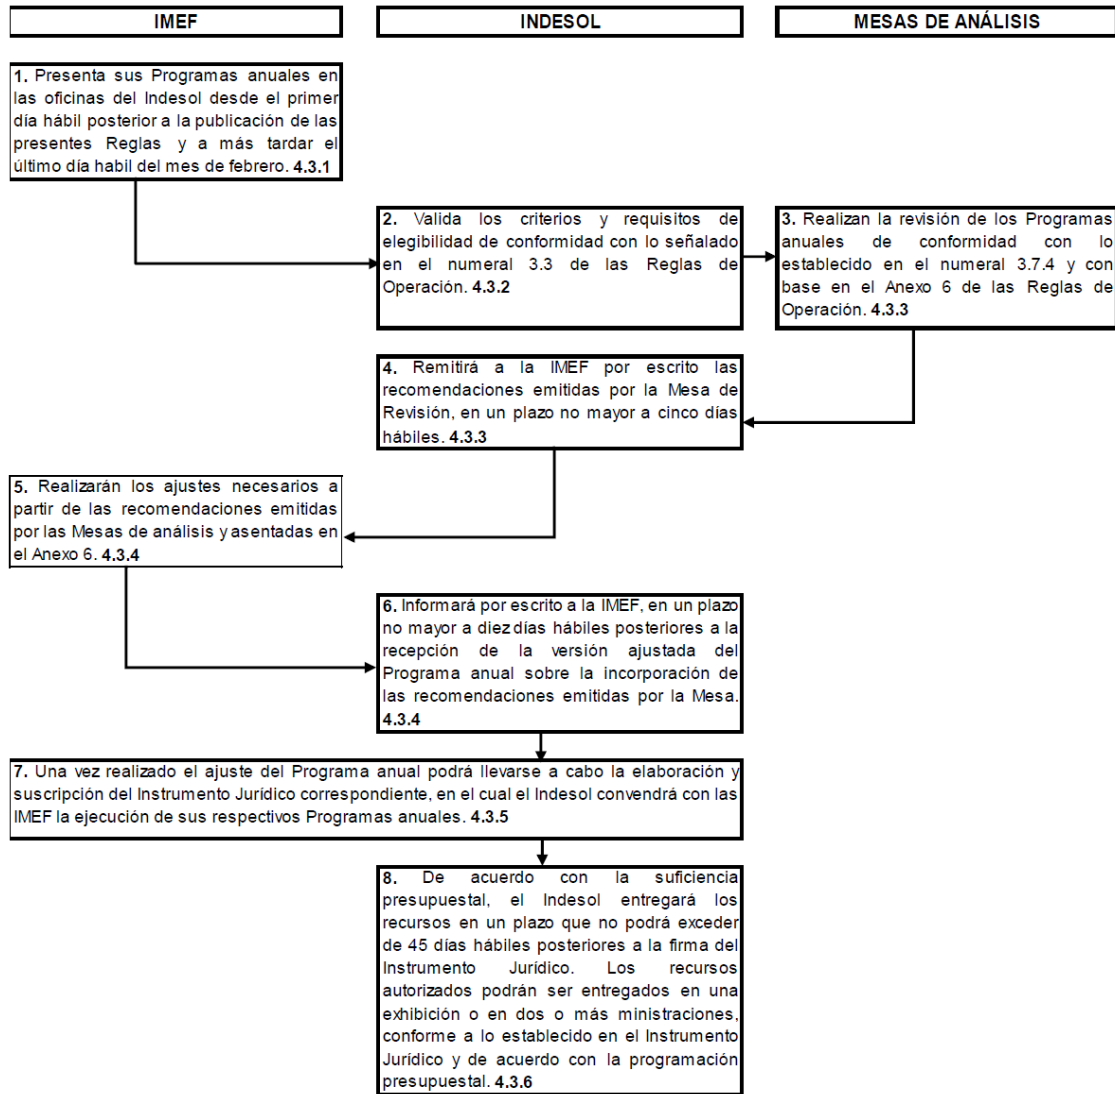 IMEF
INDESOL
MESAS DE ANÁLISIS
1. Presenta sus Programas anuales en
las oficinas del Indesol desde el primer
día hábil posterior a la publicación de las
presentes Reglas y a más tardar el
último día habil del mes de febrero. 4.3.1
2. Valida los criterios y requisitos de
elegibilidad de conformidad con lo señalado
en el numeral 3.3 de las Reglas de
Operación. 4.3.2
3. Realizan la revisión de los Programas
anuales de conformidad con lo
establecido en el numeral 3.7.4 y con
base en el Anexo 6 de las Reglas de
Operación. 4.3.3
4. Remitirá a la IMEF por escrito las
recomendaciones emitidas por la Mesa de
Revisión, en un plazo no mayor a cinco días
hábiles. 4.3.3
5. Realizarán los ajustes necesarios a
partir de las recomendaciones emitidas
por las Mesas de análisis y asentadas en
el Anexo 6. 4.3.4
6. Informará por escrito a la IMEF, en un plazo
no mayor a diez días hábiles posteriores a la
recepción de la versión ajustada del
Programa anual sobre la incorporación de
las recomendaciones emitidas por la Mesa.
4.3.4
7. Una vez realizado el ajuste del Programa anual podrá llevarse a cabo la elaboración y
suscripción del Instrumento Jurídico correspondiente, en el cual el Indesol convendrá con las
IMEF la ejecución de sus respectivos Programas anuales. 4.3.5
8. De acuerdo con la suficiencia
presupuestal, el Indesol entregará los
recursos en un plazo que no podrá exceder
de 45 días hábiles posteriores a la firma del
Instrumento Jurídico. Los recursos
autorizados podrán ser entregados en una
exhibición o en dos o más ministraciones,
conforme a lo establecido en el Instrumento
Jurídico y de acuerdo con la programación
presupuestal. 4.3.6